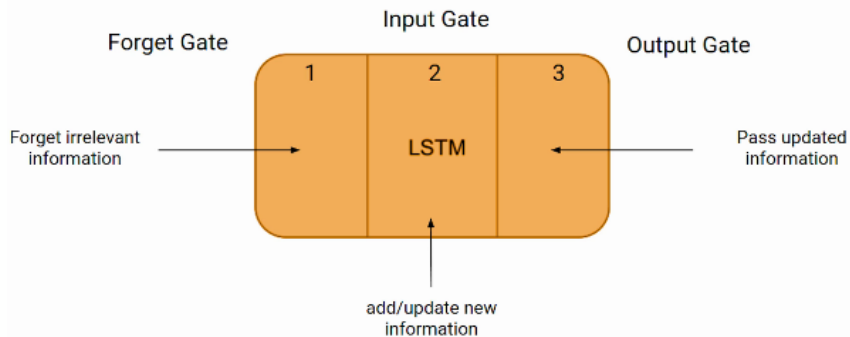 Input Gate
Forget Gate
Output Gate
1
2
3
LSTM
Forget irrelevant
information
Pass updated
information
add/update new
information